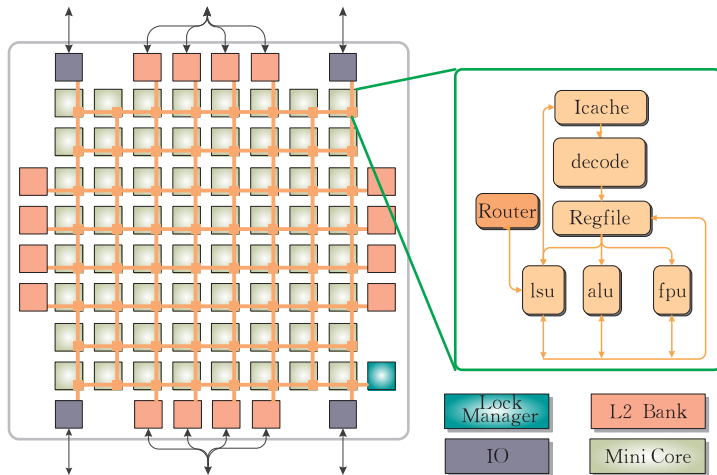 Icache
decode
Router
Regfile
lsu
alu
fpu
Lock
Manager
L2 Bank
IO
Mini Core